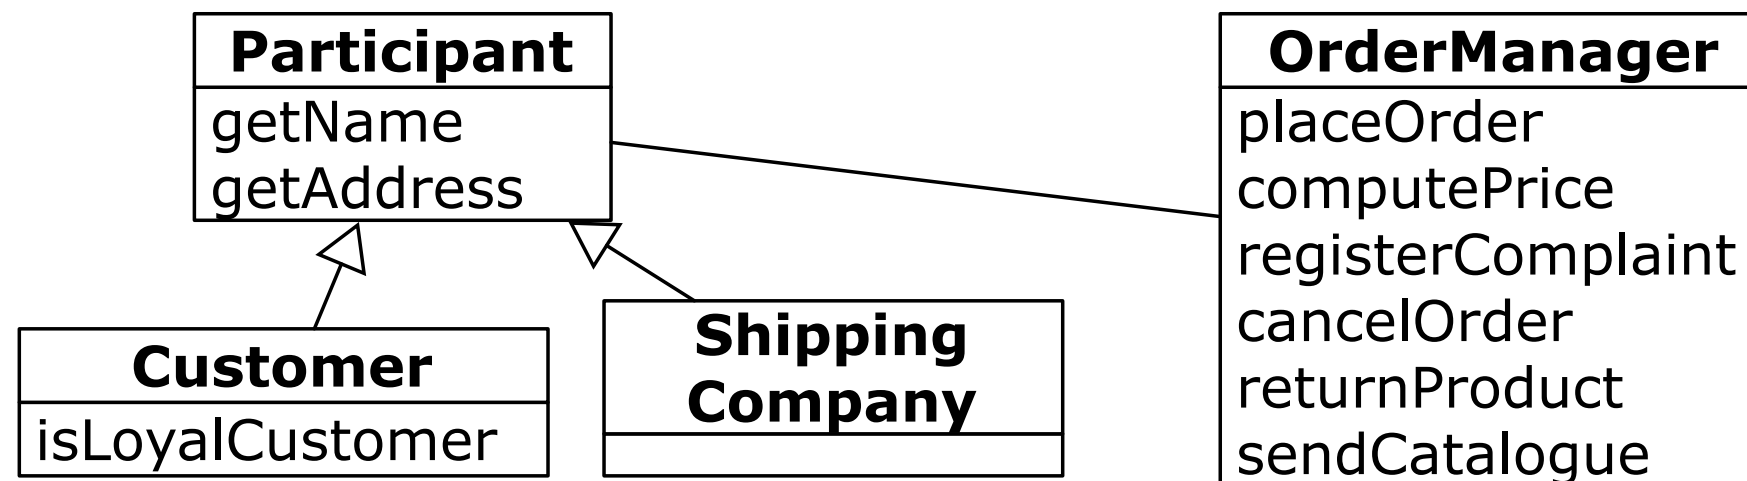 Participant
getName
getAddress
Customer
isLoyalCustomer
Shipping
Company
OrderManager
placeOrder
computePrice
registerComplaint
cancelOrder
returnProduct
sendCatalogue